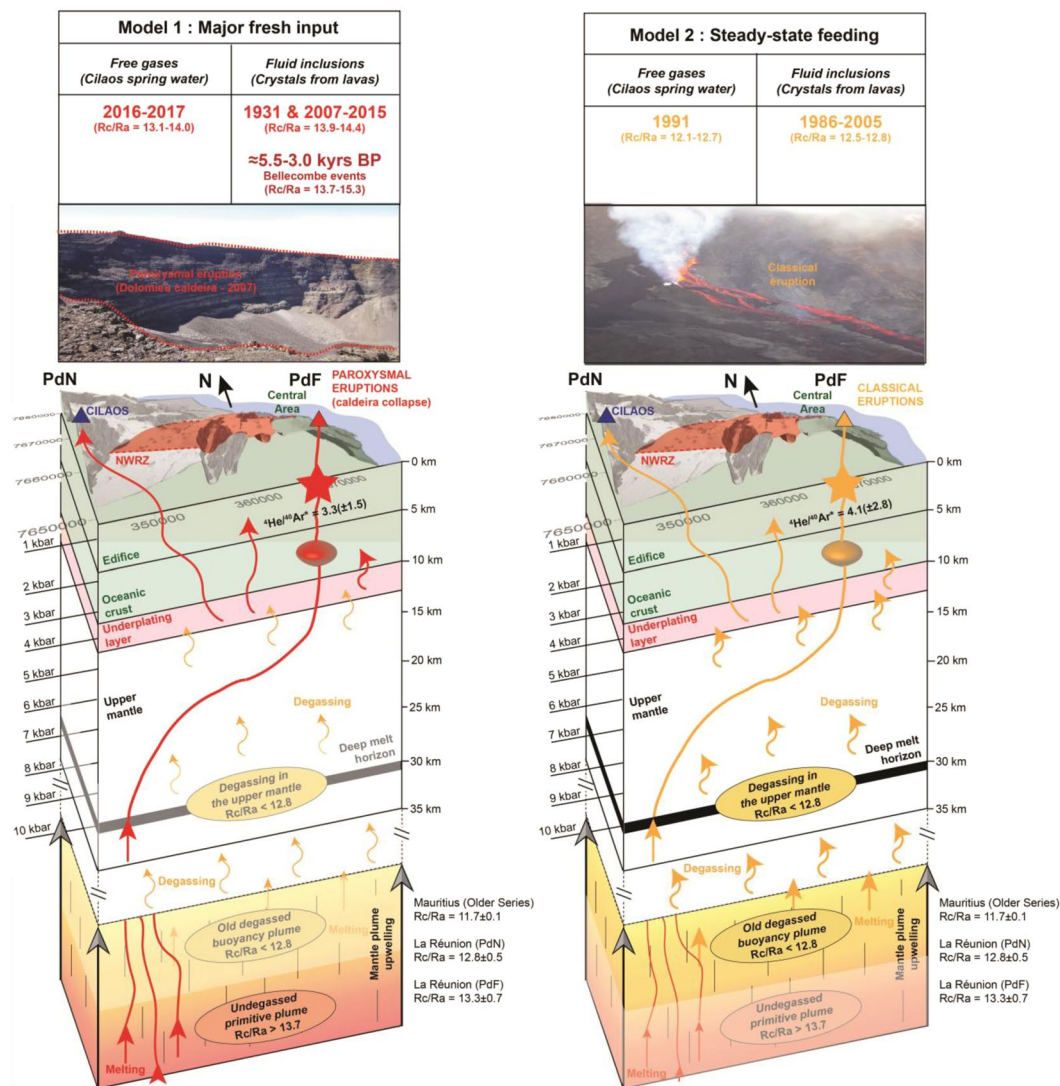 Model 1 : Major fresh input
Free gases
(Cilaos spring water)
Fluid inclusions
(Crystals from lavas)
2016-2017
(Rc/Ra = 13.1-14.0)
1931 & 2007-2015
(Rc/Ra = 13.9-14.4)
≈5.5-3.0 kyrs BP
Bellecombe events
(Rc/Ra = 13.7-15.3)
Paroxysmal eruption
(Dolomieu caldeira - 2007)
PdN
N
PdF
PAROXYSMAL
ERUPTIONS
(caldeira collapse)
CILAOS
Central
Area
NWRZ
7680000
7670000
7660000
7650000
350000
360000
370000
0 km
5 km
10 km
15 km
20 km
25 km
30 km
35 km
⁴He/⁴⁰Ar* = 3.3(±1.5)
1 kbar
2 kbar
3 kbar
4 kbar
5 kbar
6 kbar
7 kbar
8 kbar
9 kbar
10 kbar
Edifice
Oceanic
crust
Underplating
layer
Upper
mantle
Degassing
Deep melt
horizon
Degassing in
the upper mantle
Rc/Ra < 12.8
Degassing
Old degassed
buoyancy plume
Rc/Ra < 12.8
Melting
Mantle plume
upwelling
Undegassed
primitive plume
Rc/Ra > 13.7
Melting
Mauritius (Older Series)
Rc/Ra = 11.7±0.1
La Réunion (PdN)
Rc/Ra = 12.8±0.5
La Réunion (PdF)
Rc/Ra = 13.3±0.7
Model 2 : Steady-state feeding
Free gases
(Cilaos spring water)
Fluid inclusions
(Crystals from lavas)
1991
(Rc/Ra = 12.1-12.7)
1986-2005
(Rc/Ra = 12.5-12.8)
Classical
eruption
PdN
N
PdF
CLASSICAL
ERUPTIONS
CILAOS
Central
Area
NWRZ
7680000
7670000
7660000
7650000
350000
360000
370000
0 km
5 km
10 km
15 km
20 km
25 km
30 km
35 km
⁴He/⁴⁰Ar* = 4.1(±2.8)
1 kbar
2 kbar
3 kbar
4 kbar
5 kbar
6 kbar
7 kbar
8 kbar
9 kbar
10 kbar
Edifice
Oceanic
crust
Underplating
layer
Upper
mantle
Degassing
Deep melt
horizon
Degassing in
the upper mantle
Rc/Ra < 12.8
Degassing
Old degassed
buoyancy plume
Rc/Ra < 12.8
Melting
Mantle plume
upwelling
Undegassed
primitive plume
Rc/Ra > 13.7
Melting
Mauritius (Older Series)
Rc/Ra = 11.7±0.1
La Réunion (PdN)
Rc/Ra = 12.8±0.5
La Réunion (PdF)
Rc/Ra = 13.3±0.7